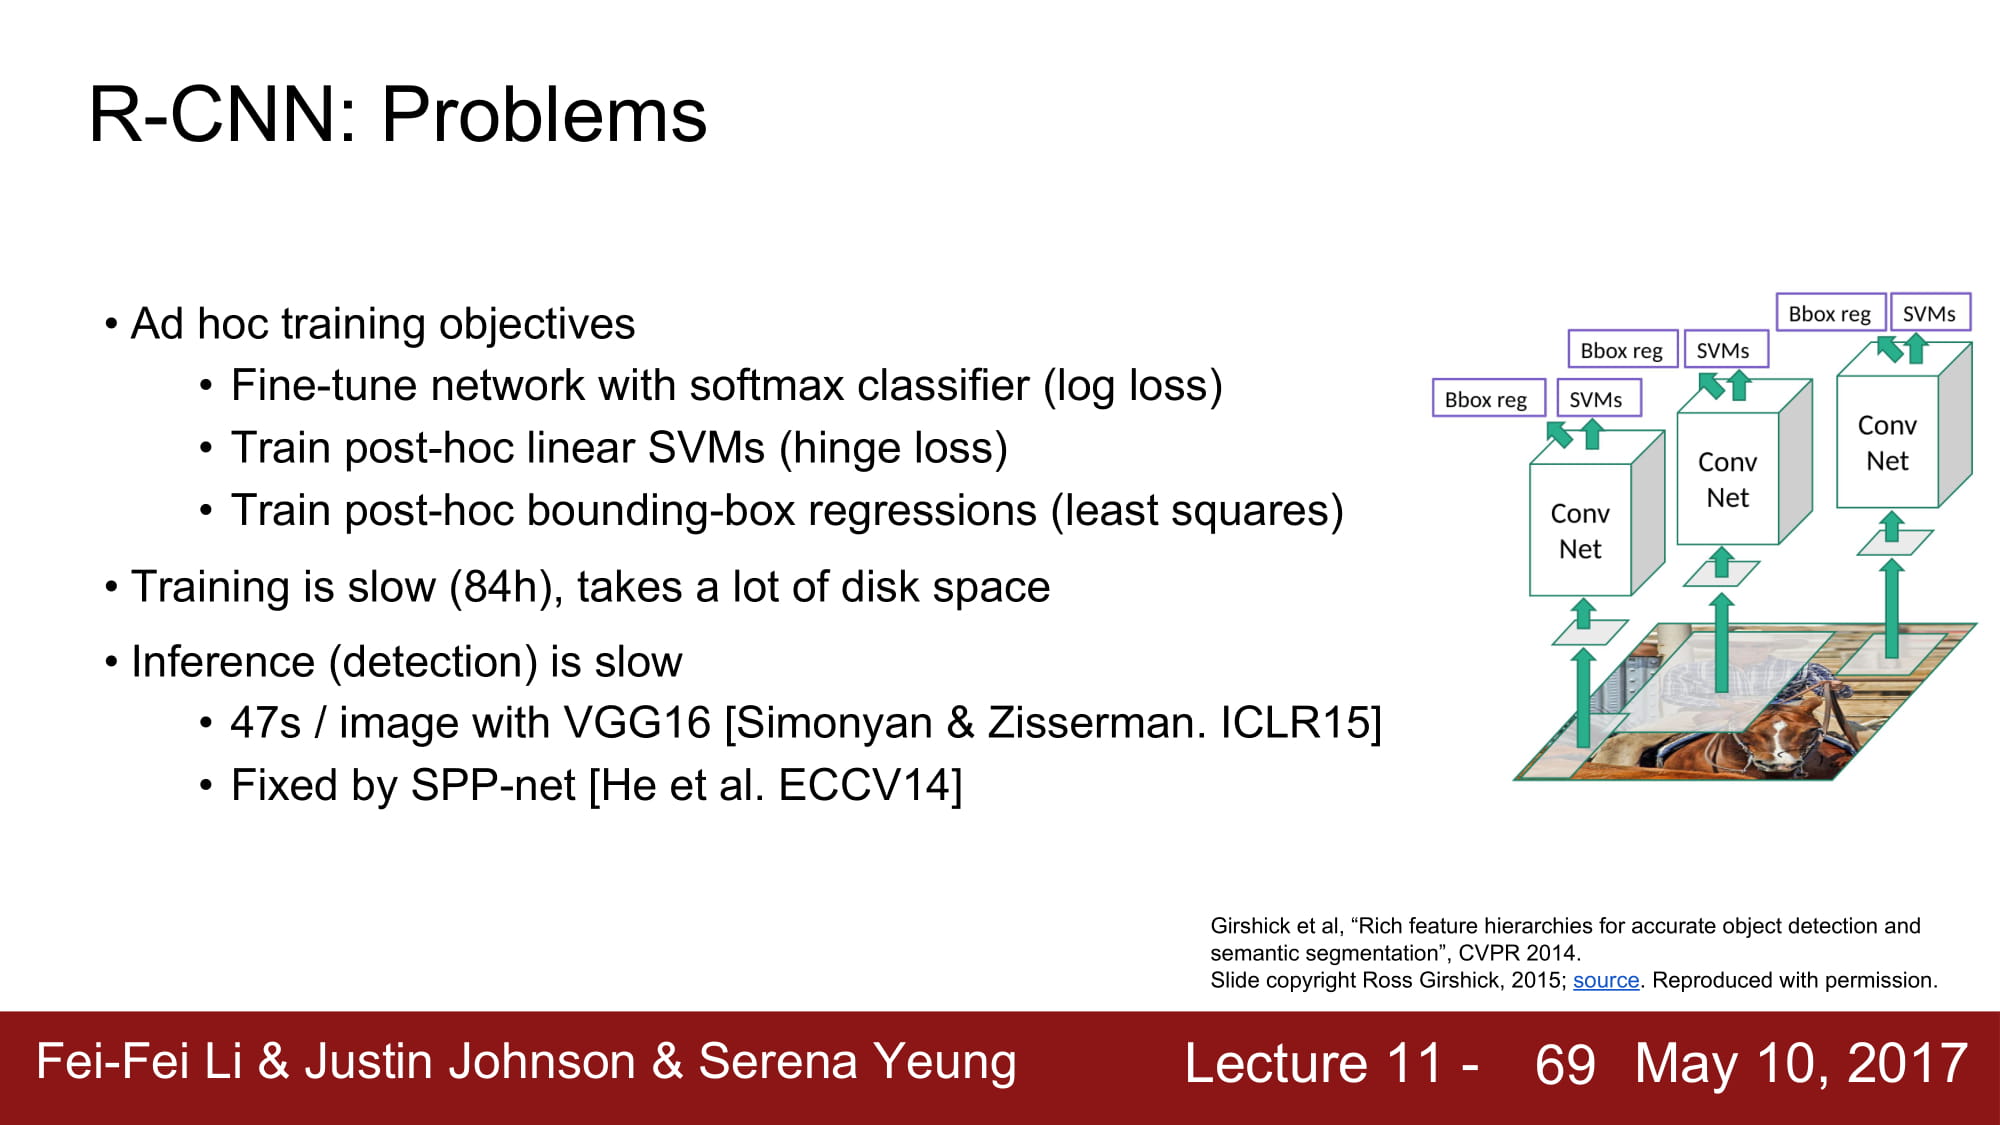 R-CNN: Problems
• Ad hoc training objectives
• Fine-tune network with softmax classifier (log loss)
• Train post-hoc linear SVMs (hinge loss)
• Train post-hoc bounding-box regressions (least squares)
• Training is slow (84h), takes a lot of disk space
• Inference (detection) is slow
• 47s / image with VGG16 [Simonyan & Zisserman. ICLR15]
• Fixed by SPP-net [He et al. ECCV14]
Bbox reg SVMs
Bbox reg SVMs
Bbox reg SVMs
Conv
Net
Conv
Net
Conv
Net
Girshick et al, “Rich feature hierarchies for accurate object detection and
semantic segmentation”, CVPR 2014.
Slide copyright Ross Girshick, 2015; source. Reproduced with permission.
Fei-Fei Li & Justin Johnson & Serena Yeung
Lecture 11 - 69 May 10, 2017